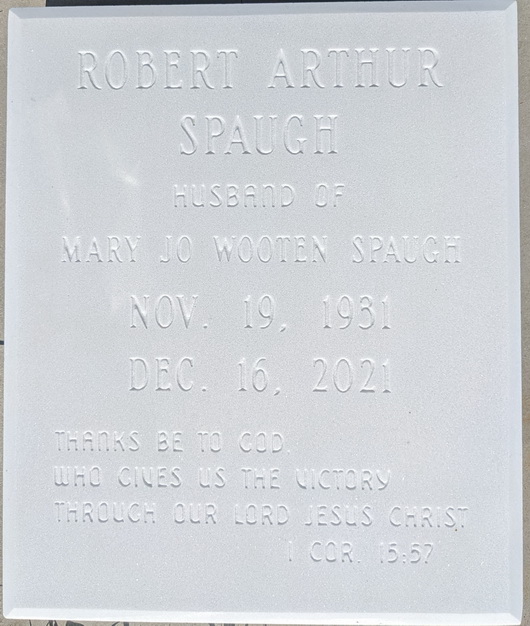 ROBERT ARTHUR
SPAUGH
HUSBAND OF
MARY JO WOOTEN SPAUGH
NOV. 19, 1931
DEC. 16, 2021
THANKS BE TO GOD,
WHO GIVES US THE VICTORY
THROUGH OUR LORD JESUS CHRIST
I COR. 15:57